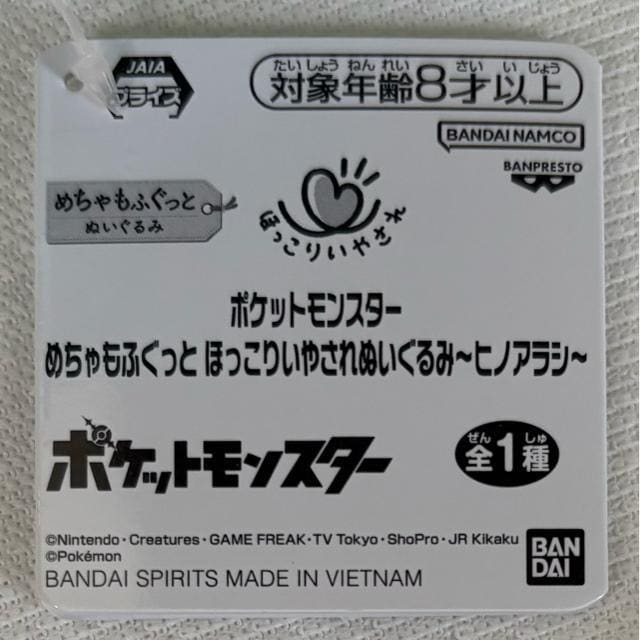 JAIA
プライズ
たいしょうねんれい さいいじょう
対象年齢8才以上
BANDAI NAMCO
BANPRESTO
めちゃもふぐっと
ぬいぐるみ
ほっこりいやされ
ポケットモンスター
めちゃもふぐっと ほっこりいやされぬいぐるみ~ヒノアラシ~
ポケットモンスター
ぜん しゅ
全1種
©Nintendo・Creatures・GAME FREAK・TV Tokyo・ShoPro・JR Kikaku
©Pokémon
BANDAI SPIRITS MADE IN VIETNAM
BAN
DAI